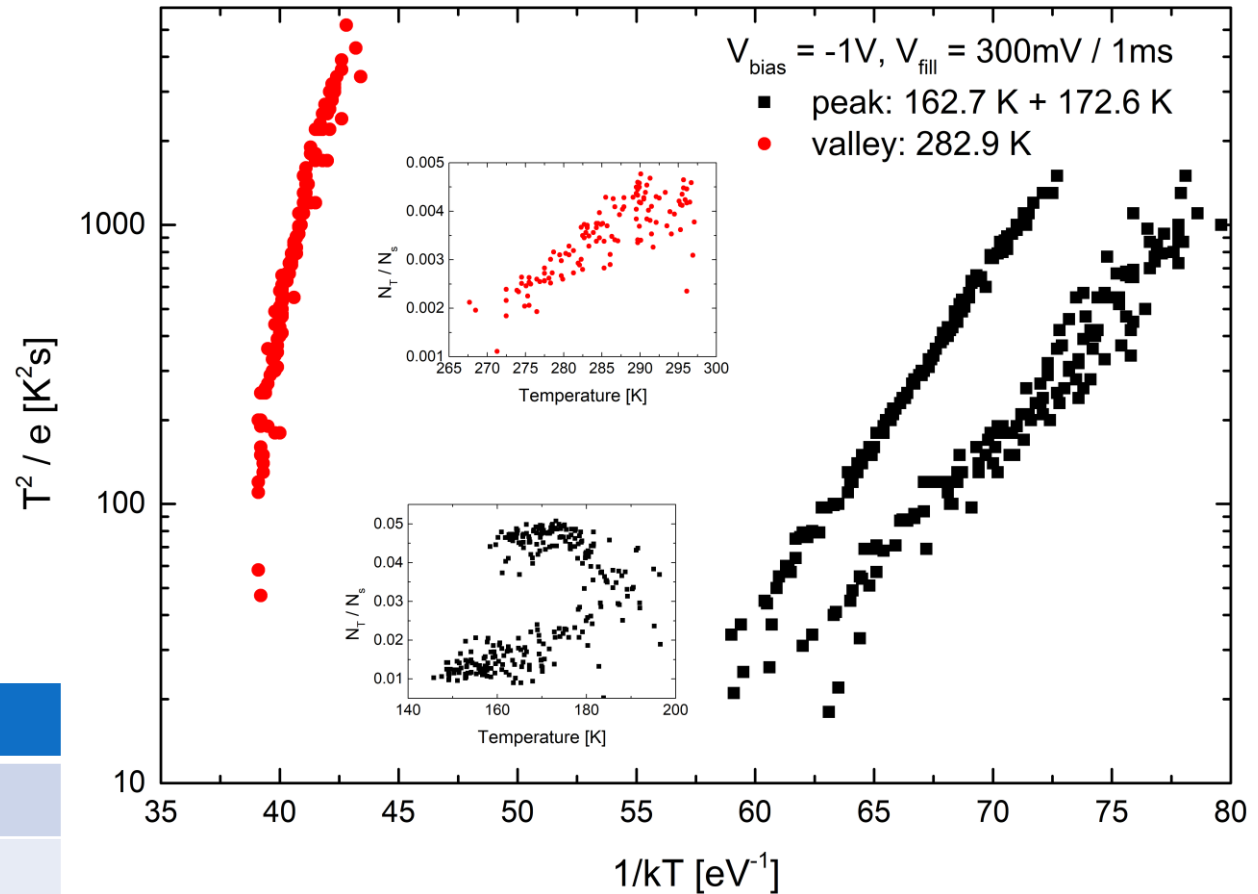 V_bias = -1V, V_fill = 300mV / 1ms
peak: 162.7 K + 172.6 K
valley: 282.9 K
T² / e [K²s]
1000
100
10
35 40 45 50 55 60 65 70 75 80
1/kT [eV⁻¹]
N_T / N_s
0.005
0.004
0.003
0.002
0.001
265 270 275 280 285 290 295 300
Temperature [K]
N_T / N_s
0.05
0.04
0.03
0.02
0.01
140 160 180 200
Temperature [K]